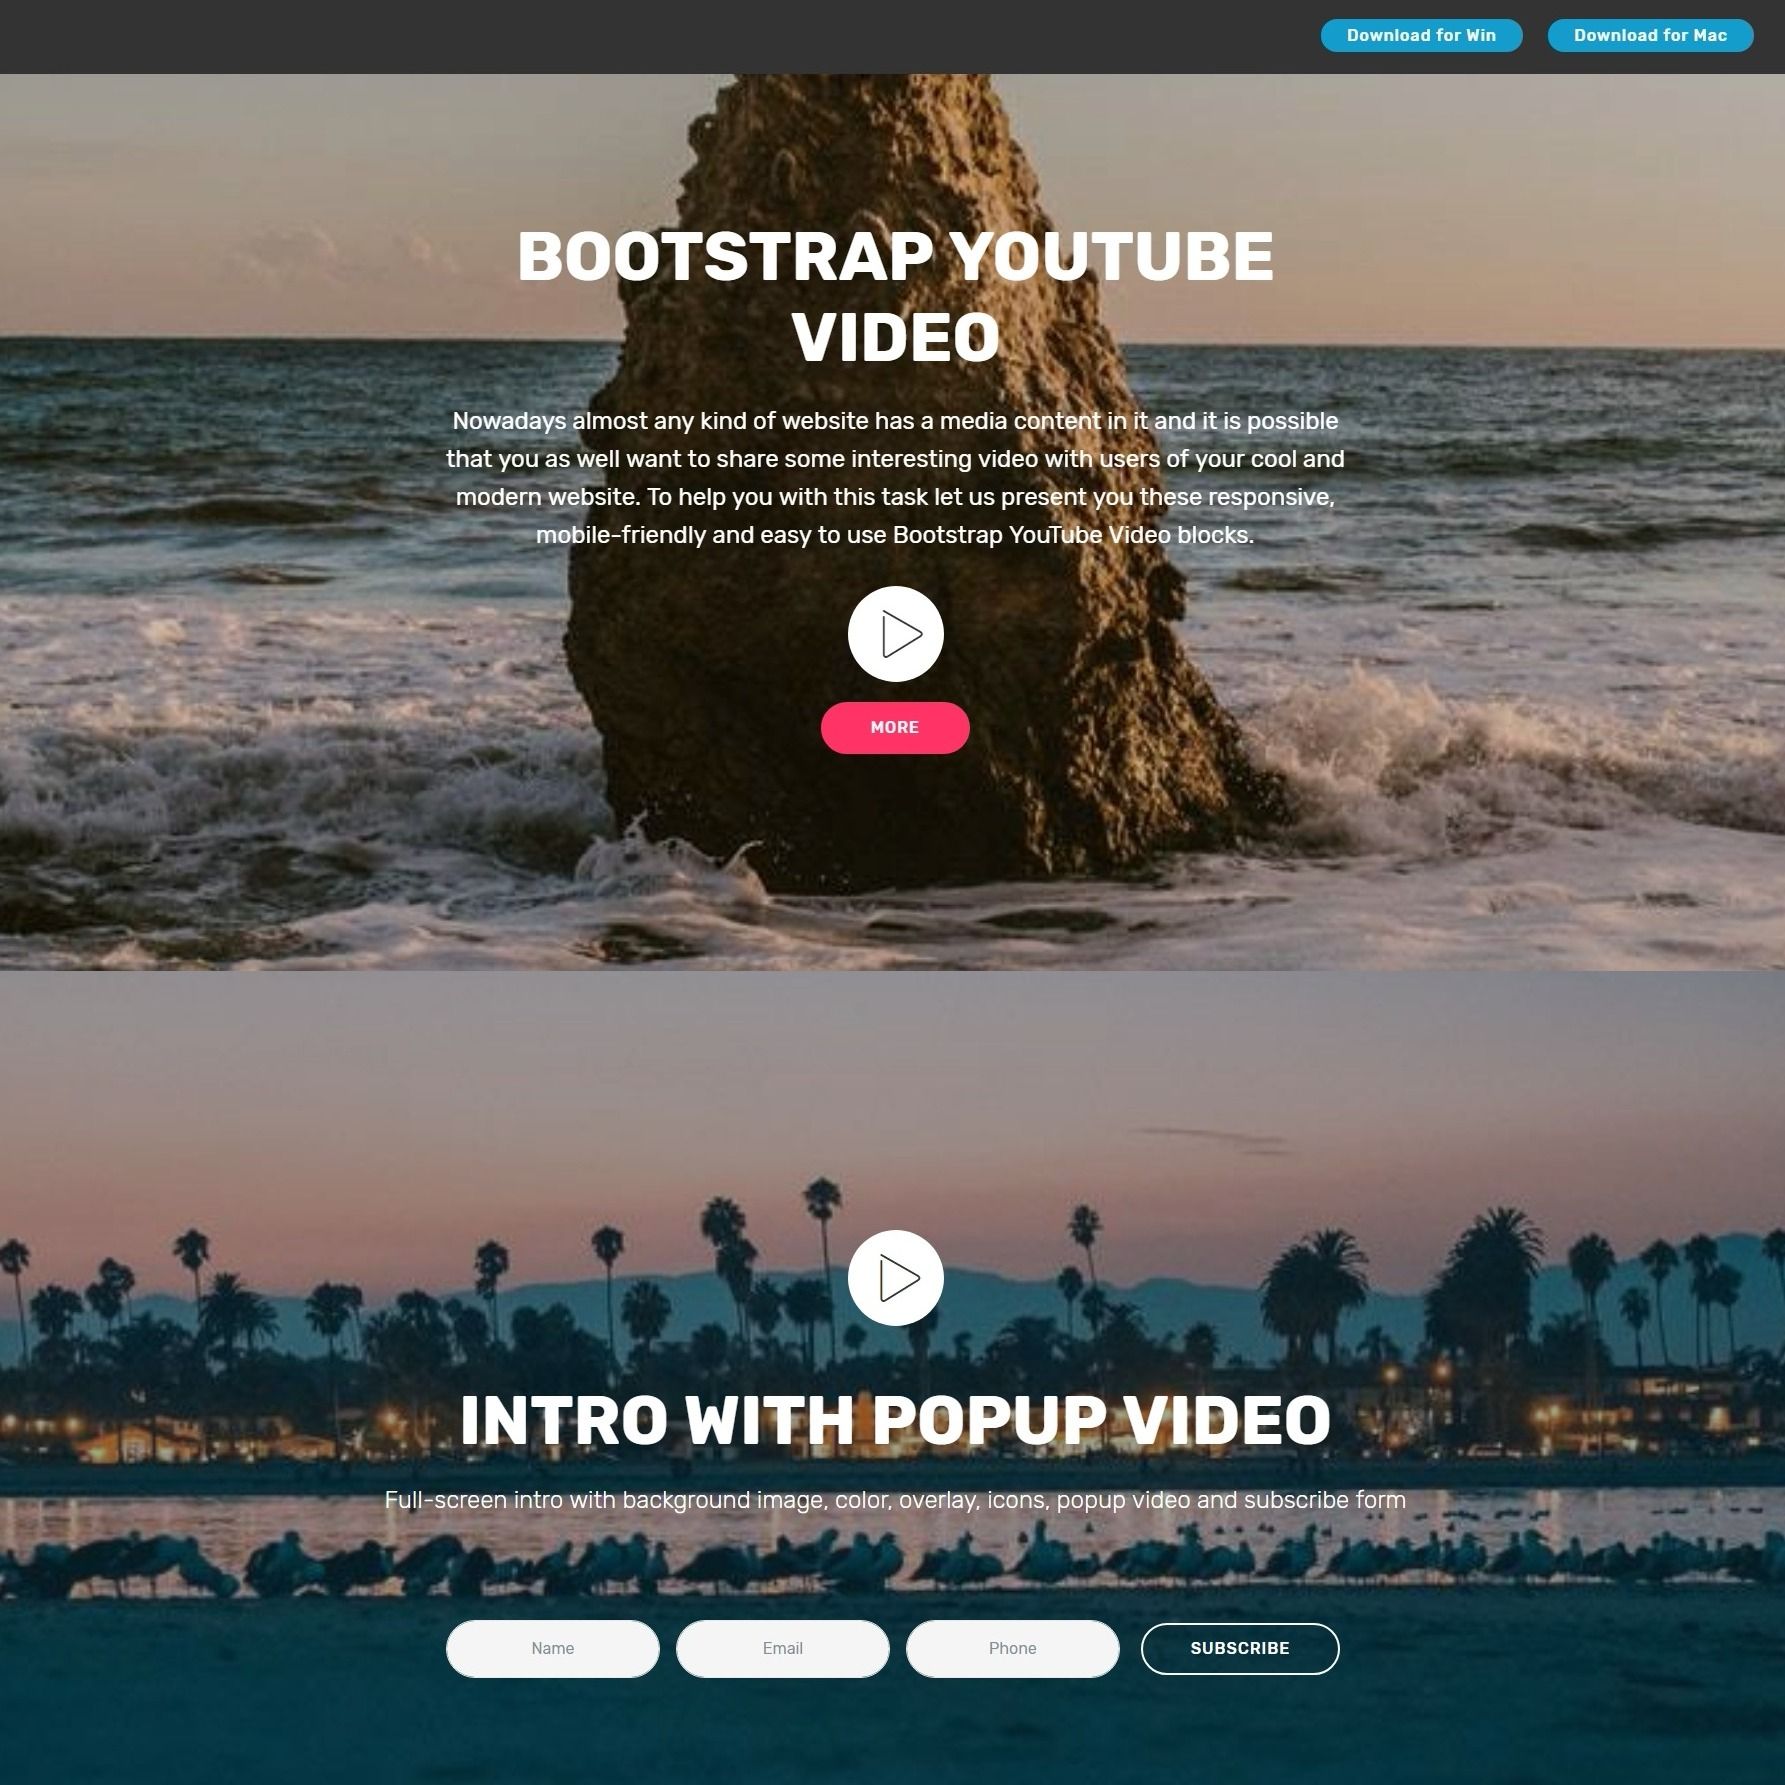 Download for Win
Download for Mac
BOOTSTRAP YOUTUBE
VIDEO
Nowadays almost any kind of website has a media content in it and it is possible
that you as well want to share some interesting video with users of your cool and
modern website. To help you with this task let us present you these responsive,
mobile-friendly and easy to use Bootstrap YouTube Video blocks.
MORE
INTRO WITH POPUP VIDEO
Full-screen intro with background image, color, overlay, icons, popup video and subscribe form
Name
Email
Phone
SUBSCRIBE